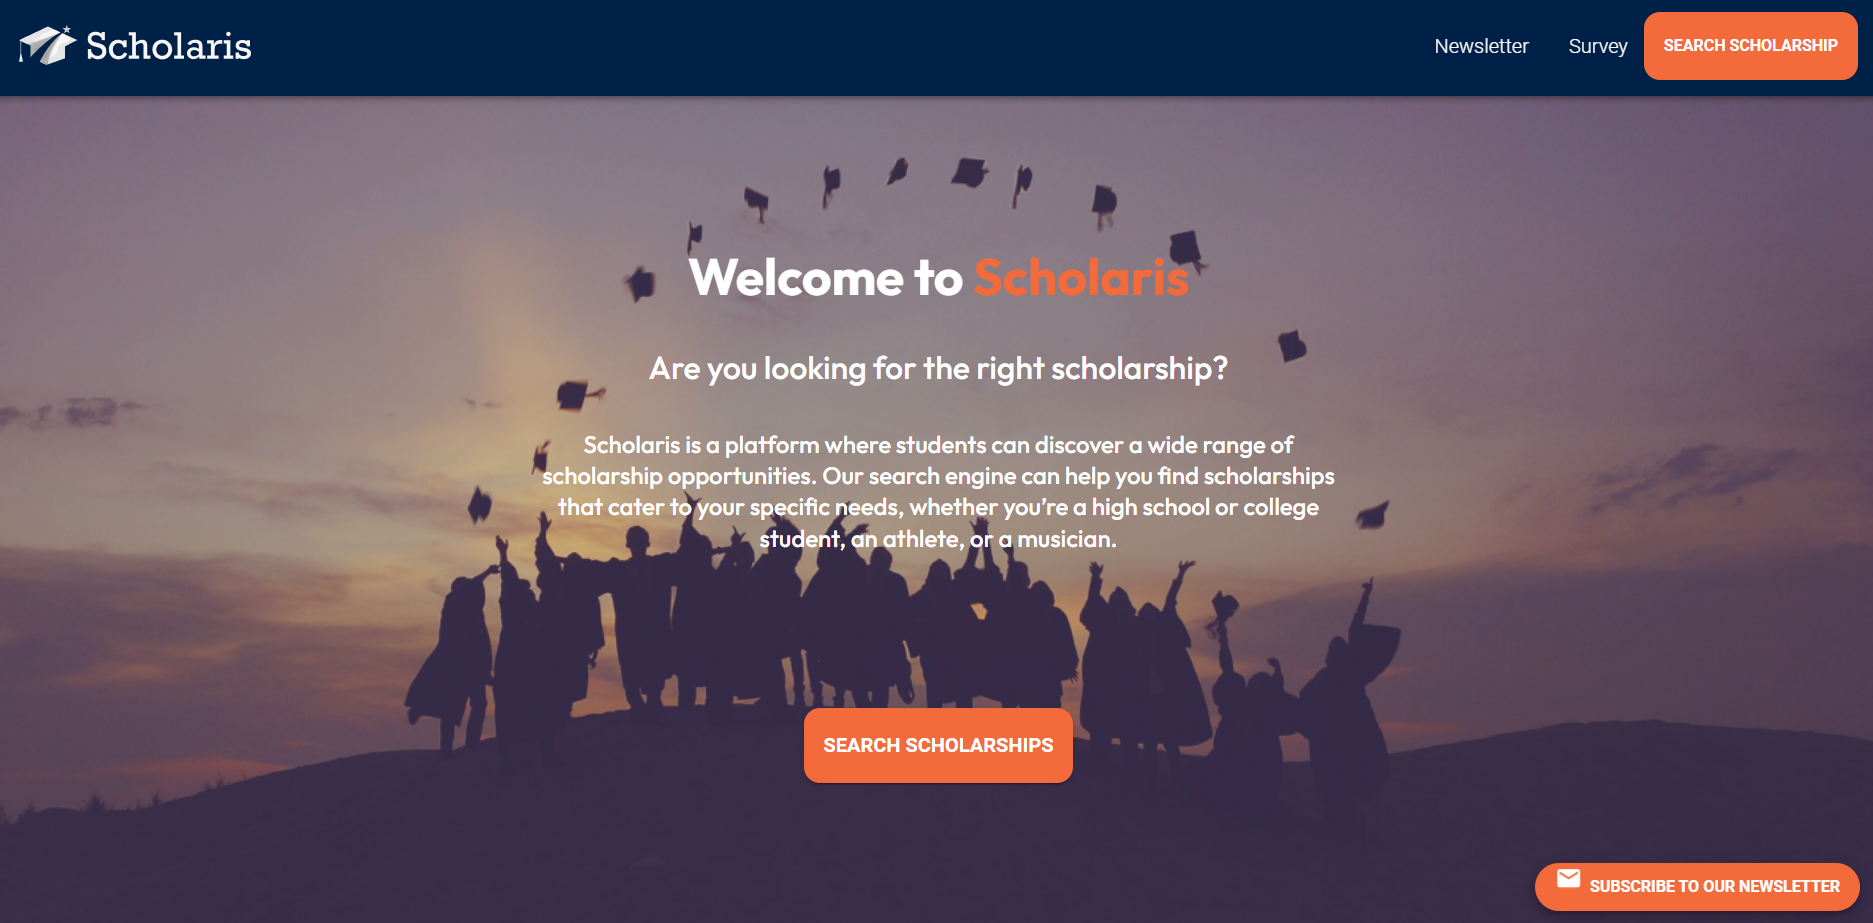 Scholaris
Newsletter
Survey
SEARCH SCHOLARSHIP
Welcome to Scholaris
Are you looking for the right scholarship?
Scholaris is a platform where students can discover a wide range of
scholarship opportunities. Our search engine can help you find scholarships
that cater to your specific needs, whether you’re a high school or college
student, an athlete, or a musician.
SEARCH SCHOLARSHIPS
SUBSCRIBE TO OUR NEWSLETTER